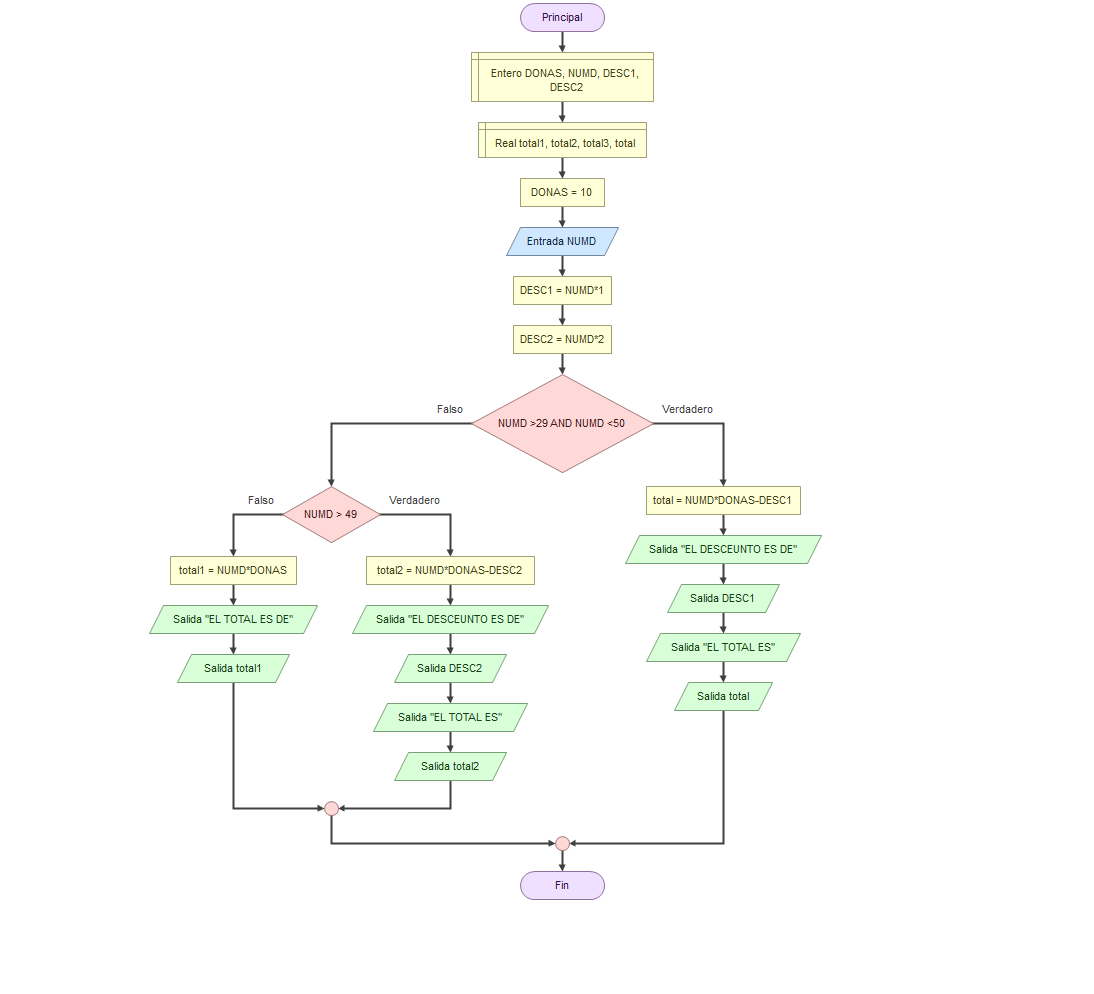 Principal
Entero DONAS, NUMD, DESC1,
DESC2
Real total1, total2, total3, total
DONAS = 10
Entrada NUMD
DESC1 = NUMD*1
DESC2 = NUMD*2
NUMD >29 AND NUMD <50
Falso
Verdadero
NUMD > 49
Falso
Verdadero
total1 = NUMD*DONAS
Salida "EL TOTAL ES DE"
Salida total1
total2 = NUMD*DONAS-DESC2
Salida "EL DESCEUNTO ES DE"
Salida DESC2
Salida "EL TOTAL ES"
Salida total2
total = NUMD*DONAS-DESC1
Salida "EL DESCEUNTO ES DE"
Salida DESC1
Salida "EL TOTAL ES"
Salida total
Fin